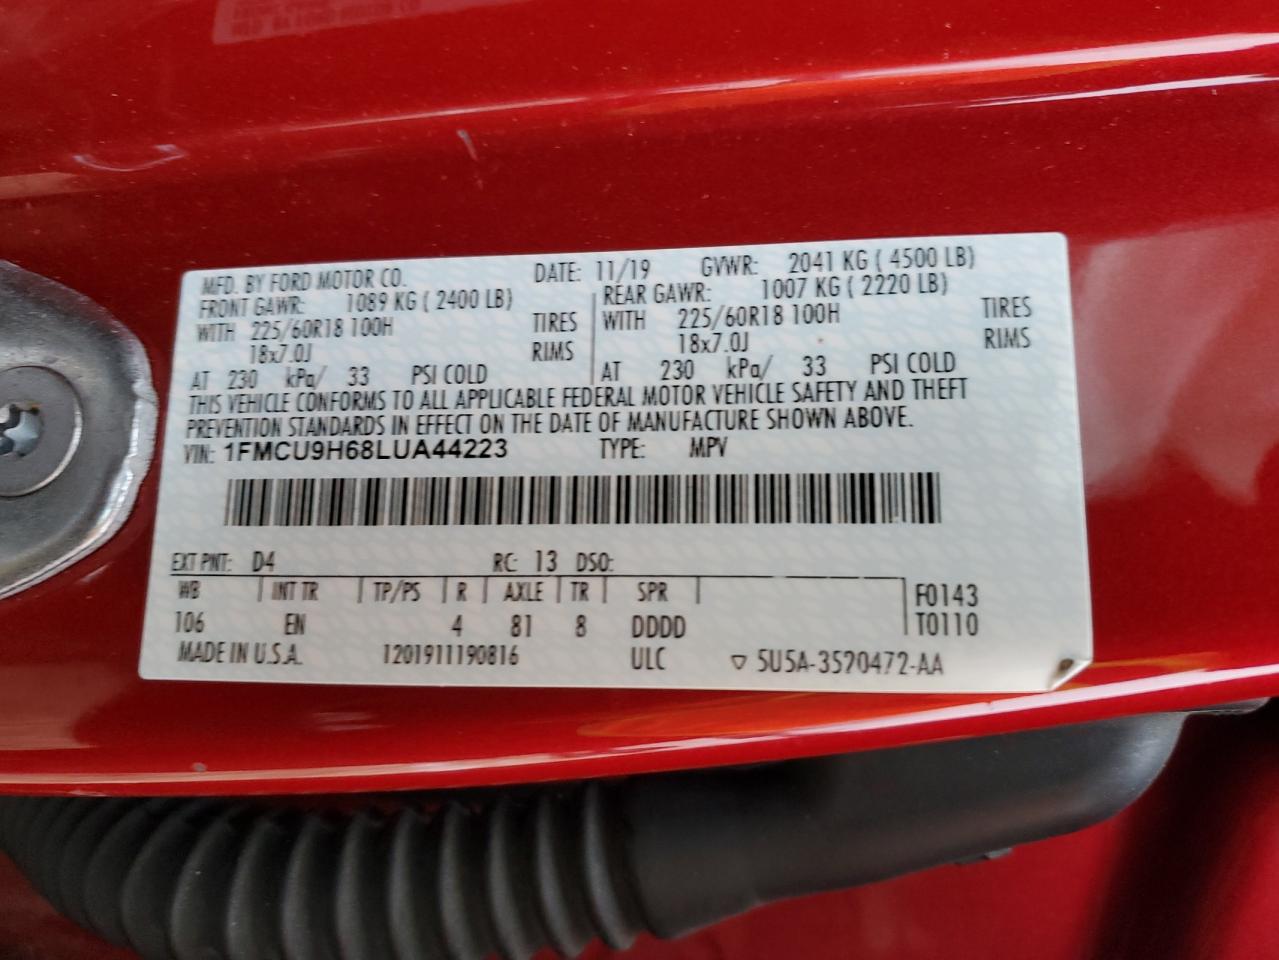 MFD. BY FORD MOTOR CO. DATE: 11/19 GVWR: 2041 KG ( 4500 LB)
FRONT GAWR: 1089 KG ( 2400 LB) REAR GAWR: 1007 KG ( 2220 LB)
WITH 225/60R18 100H TIRES WITH 225/60R18 100H TIRES
18x7.0J RIMS 18x7.0J RIMS
AT 230 kPa/ 33 PSI COLD AT 230 kPa/ 33 PSI COLD
THIS VEHICLE CONFORMS TO ALL APPLICABLE FEDERAL MOTOR VEHICLE SAFETY AND THEFT
PREVENTION STANDARDS IN EFFECT ON THE DATE OF MANUFACTURE SHOWN ABOVE.
VIN: 1FMCU9H68LUA44223 TYPE: MPV
EXT PNT: D4 RC: 13 DSO:
WB INT TR TP/PS R AXLE TR SPR F0143
106 EN 4 81 8 DDDD T0110
MADE IN U.S.A. 1201911190816 ULC ▽ 5U5A-3520472-AA